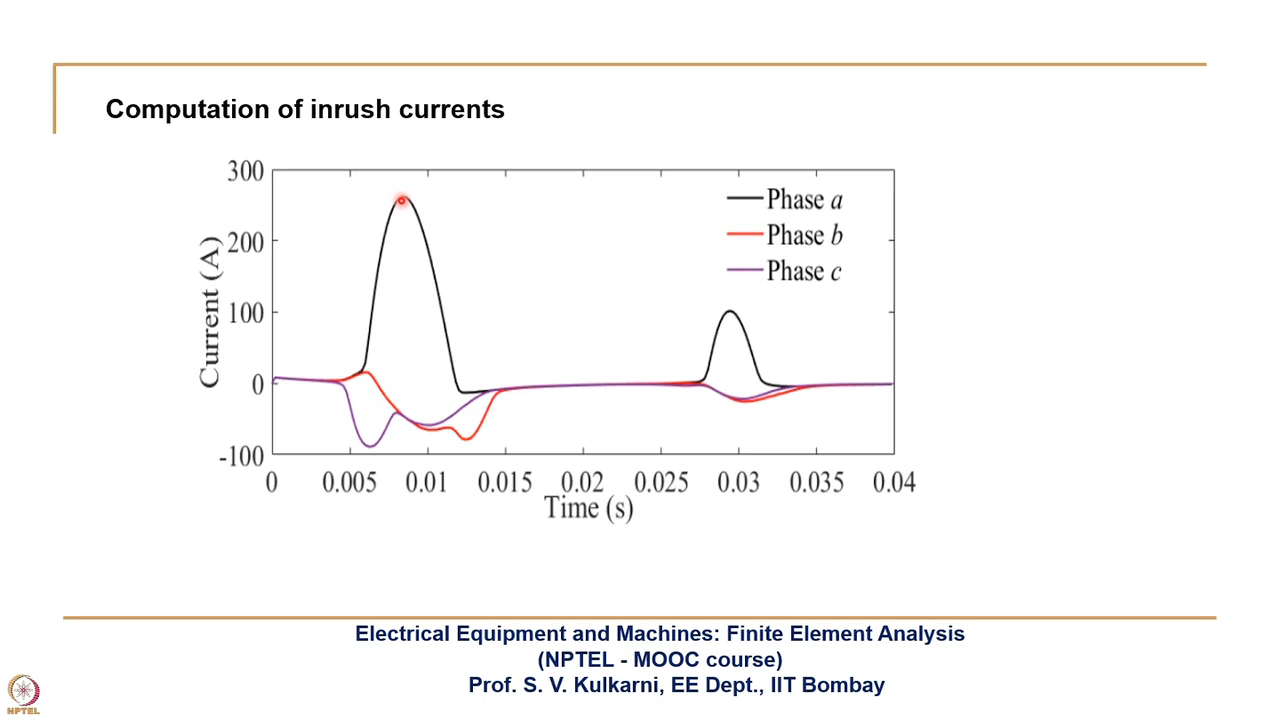 Computation of inrush currents
300
200
100
0
-100
Current (A)
Phase a
Phase b
Phase c
0 0.005 0.01 0.015 0.02 0.025 0.03 0.035 0.04
Time (s)
Electrical Equipment and Machines: Finite Element Analysis
(NPTEL - MOOC course)
Prof. S. V. Kulkarni, EE Dept., IIT Bombay
NPTEL